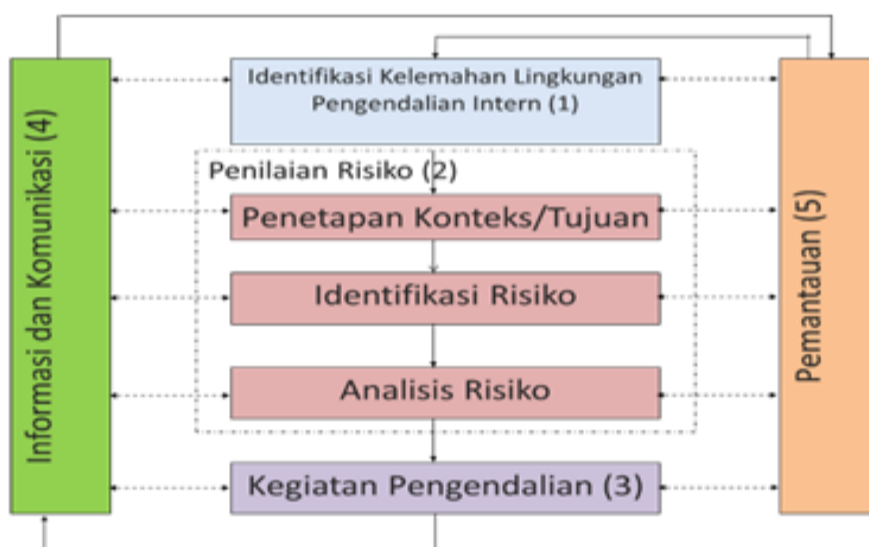 Identifikasi Kelemahan Lingkungan
Pengendalian Intern (1)
Penilaian Risiko (2)
Penetapan Konteks/Tujuan
Identifikasi Risiko
Analisis Risiko
Kegiatan Pengendalian (3)
Informasi dan Komunikasi (4)
Pemantauan (5)